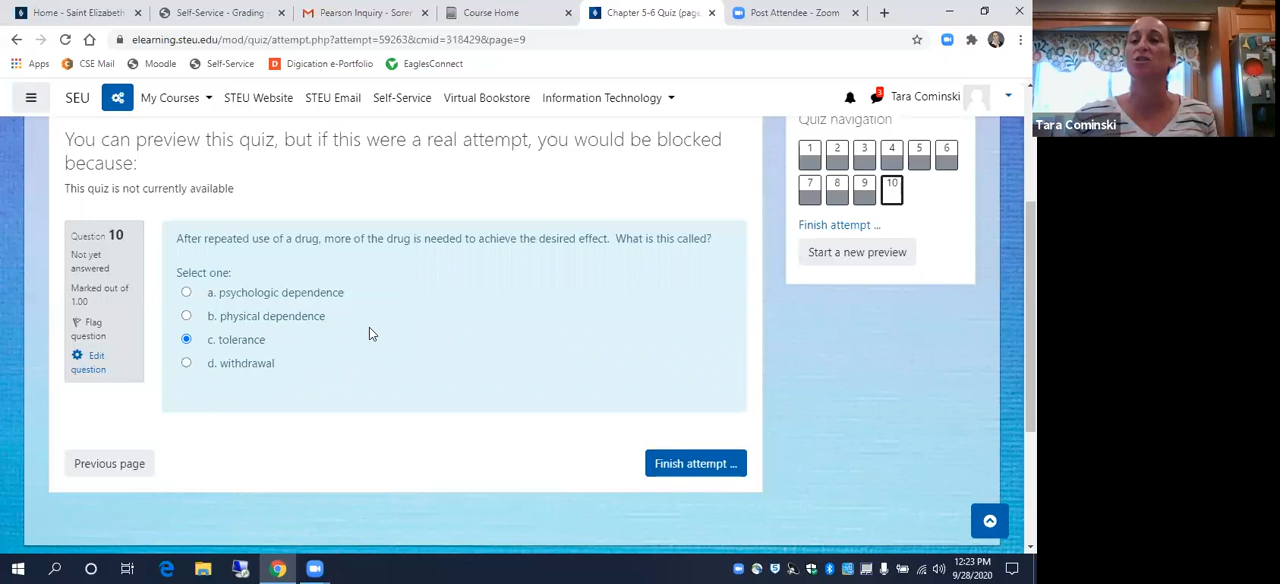 Home - Saint Elizabeth
Self-Service - Grading
Pearson Inquiry - Sorer
Course Home
Chapter 5-6 Quiz (page
Post Attendee - Zoom
elearning.steu.edu/mod/quiz/attempt.php?attempt=59263&cmid=318429&page=9
Apps
CSE Mail
Moodle
Self-Service
Digication e-Portfolio
EaglesConnect
SEU
My Courses
STEU Website
STEU Email
Self-Service
Virtual Bookstore
Information Technology
3
Tara Cominski
Tara Cominski
You can preview this quiz, but if this were a real attempt, you would be blocked
because:
This quiz is not currently available
Question 10
Not yet
answered
Marked out of
1.00
Flag
question
Edit
question
After repeated use of a drug, more of the drug is needed to achieve the desired effect. What is this called?
Select one:
a. psychologic dependence
b. physical dependence
c. tolerance
d. withdrawal
Previous page
Finish attempt ...
Quiz navigation
1 2 3 4 5 6
7 8 9 10
Finish attempt ...
Start a new preview
12:23 PM
9/28/2020